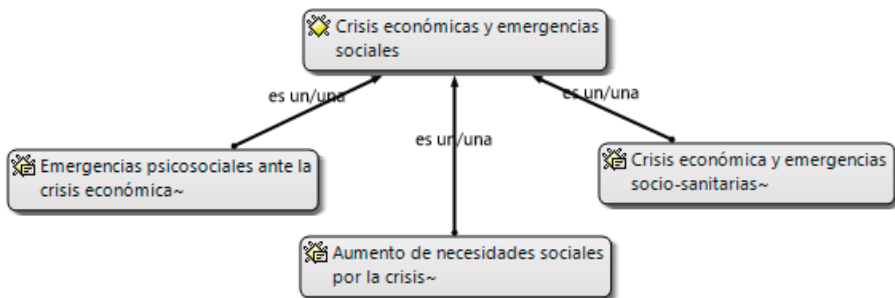 Crisis económicas y emergencias
sociales
es un/una
es un/una
es un/una
Emergencias psicosociales ante la
crisis económica~
Crisis económica y emergencias
socio-sanitarias~
Aumento de necesidades sociales
por la crisis~